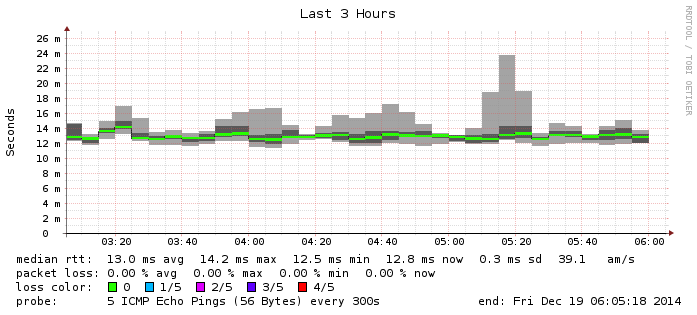 Last 3 Hours
RRDTOOL / TOBI OETIKER
Seconds
26 m
24 m
22 m
20 m
18 m
16 m
14 m
12 m
10 m
8 m
6 m
4 m
2 m
0
03:20 03:40 04:00 04:20 04:40 05:00 05:20 05:40 06:00
median rtt: 13.0 ms avg 14.2 ms max 12.5 ms min 12.8 ms now 0.3 ms sd 39.1 am/s
packet loss: 0.00 % avg 0.00 % max 0.00 % min 0.00 % now
loss color: 0 1/5 2/5 3/5 4/5
probe: 5 ICMP Echo Pings (56 Bytes) every 300s end: Fri Dec 19 06:05:18 2014